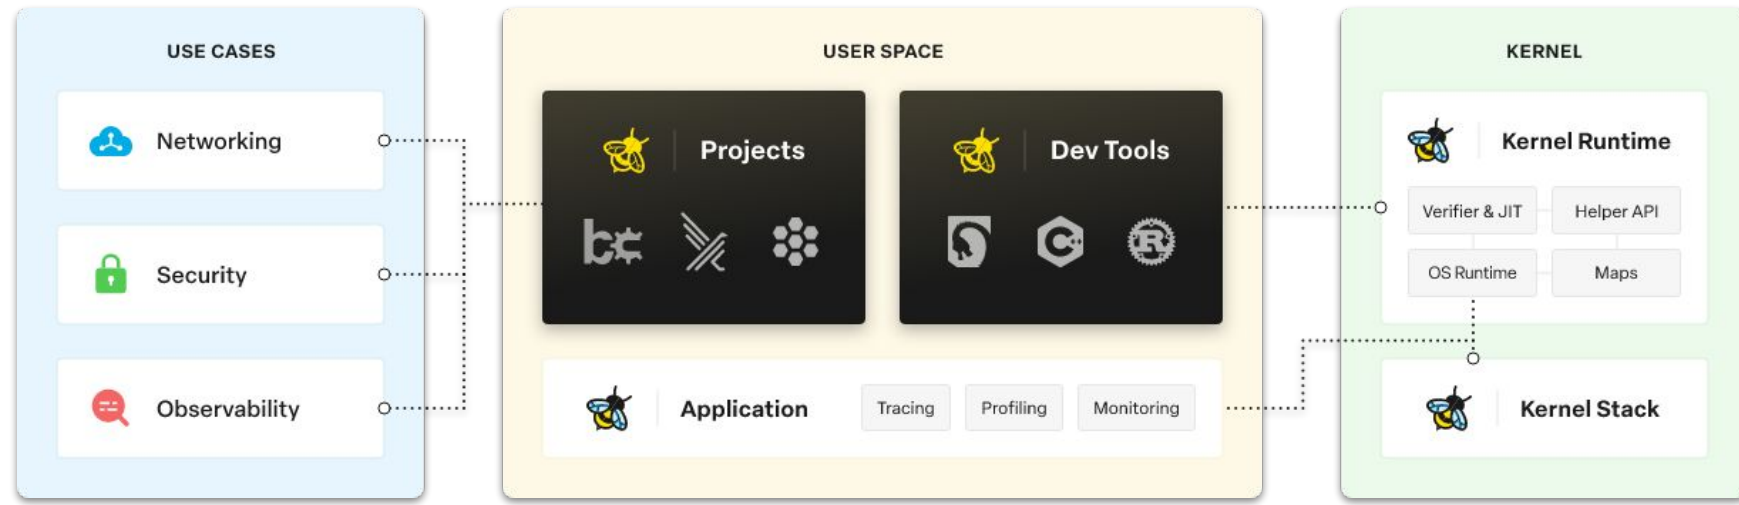 USE CASES
Networking
Security
Observability
USER SPACE
Projects
bc
Dev Tools
C++
R
Application
Tracing
Profiling
Monitoring
KERNEL
Kernel Runtime
Verifier & JIT
Helper API
OS Runtime
Maps
Kernel Stack